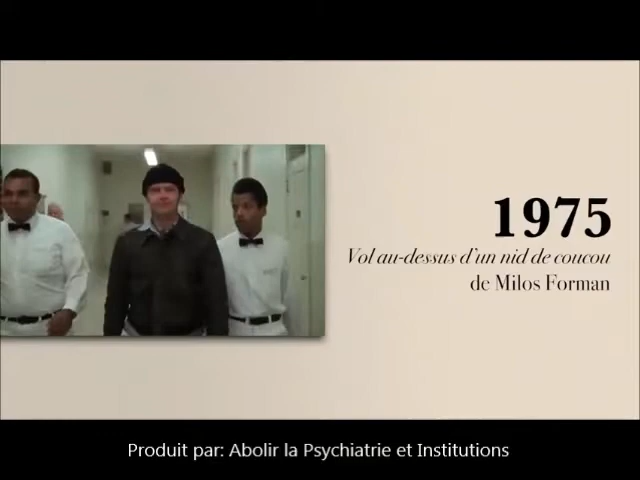 1975
Vol au-dessus d'un nid de coucou
de Milos Forman
Produit par: Abolir la Psychiatrie et Institutions